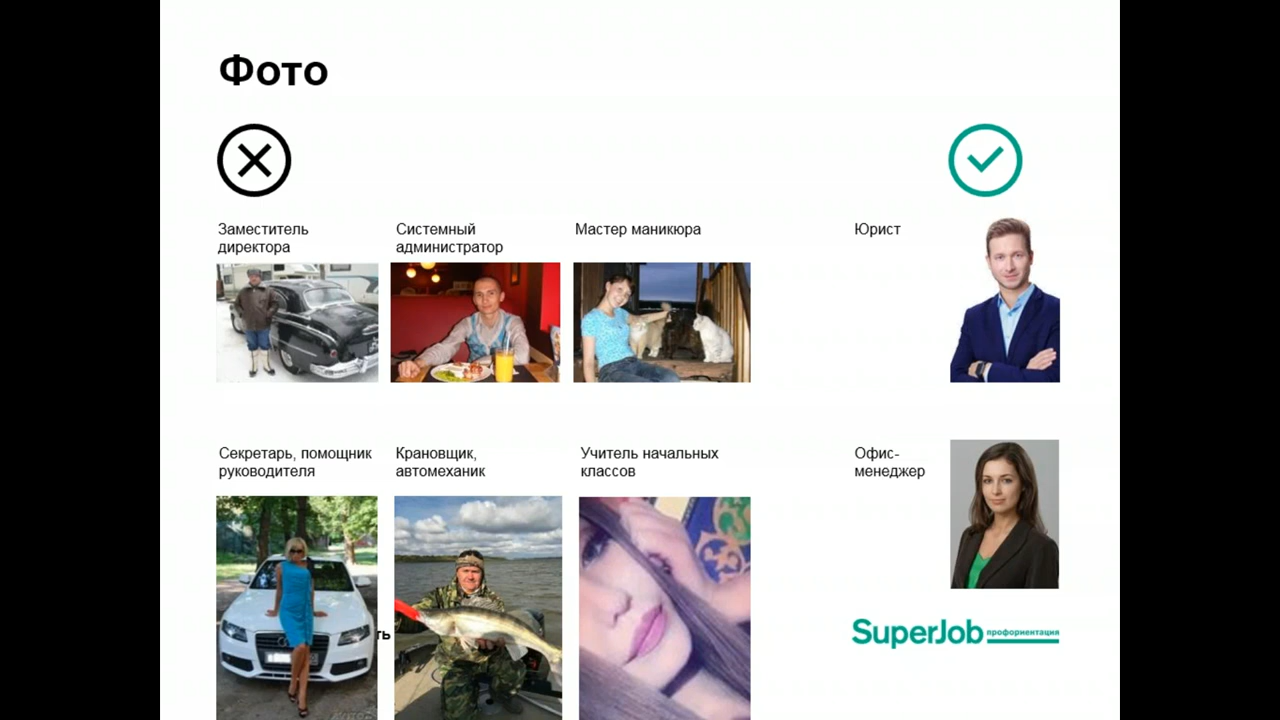 Фото
Заместитель
директора
Системный
администратор
Мастер маникюра
Юрист
Секретарь, помощник
руководителя
Крановщик,
автомеханик
Учитель начальных
классов
Офис-
менеджер
ть
SuperJob профориентация